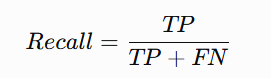 Recall = TP / (TP + FN)